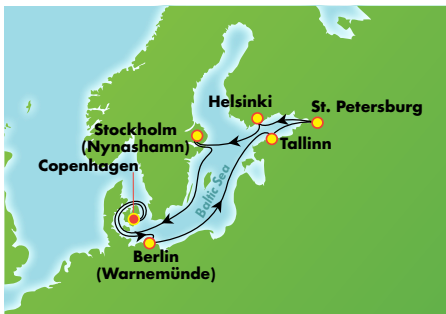 Helsinki
St. Petersburg
Stockholm
(Nynashamn)
Tallinn
Copenhagen
Baltic Sea
Berlin
(Warnemünde)